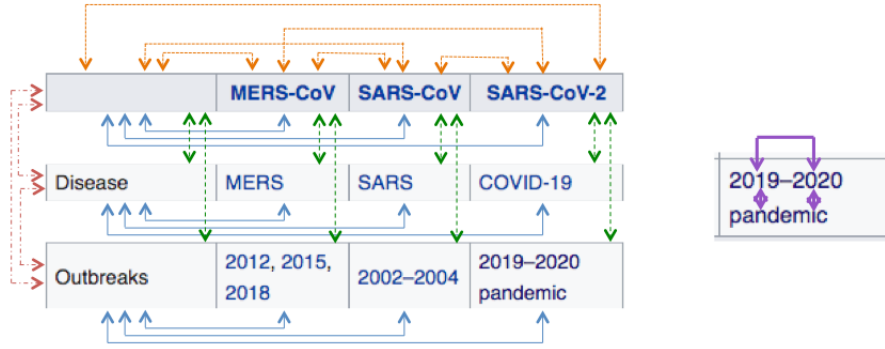 MERS-CoV SARS-CoV SARS-CoV-2
Disease MERS SARS COVID-19
Outbreaks 2012, 2015, 2018 2002–2004 2019–2020 pandemic
2019–2020
pandemic